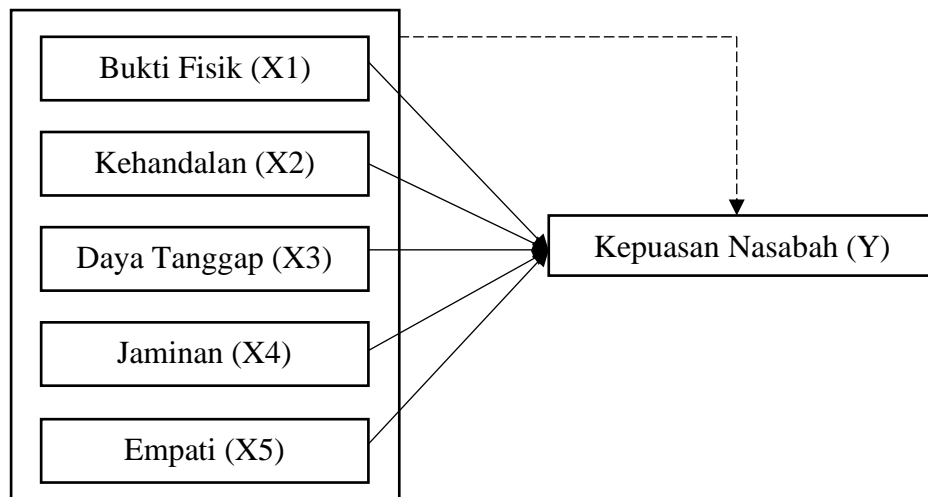 Bukti Fisik (X1)
Kehandalan (X2)
Daya Tanggap (X3)
Jaminan (X4)
Empati (X5)
Kepuasan Nasabah (Y)